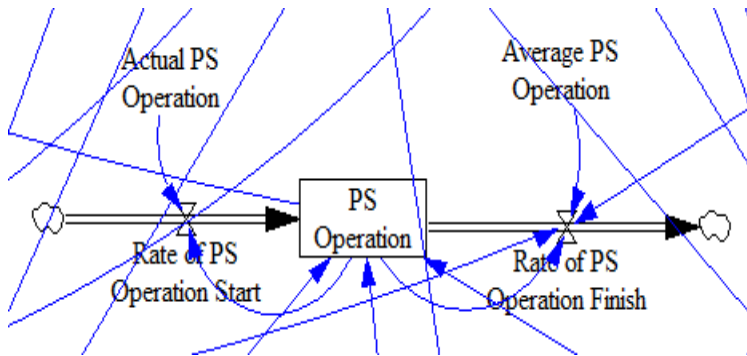 Actual PS
Operation
Average PS
Operation
PS
Operation
Rate of PS
Operation Start
Rate of PS
Operation Finish